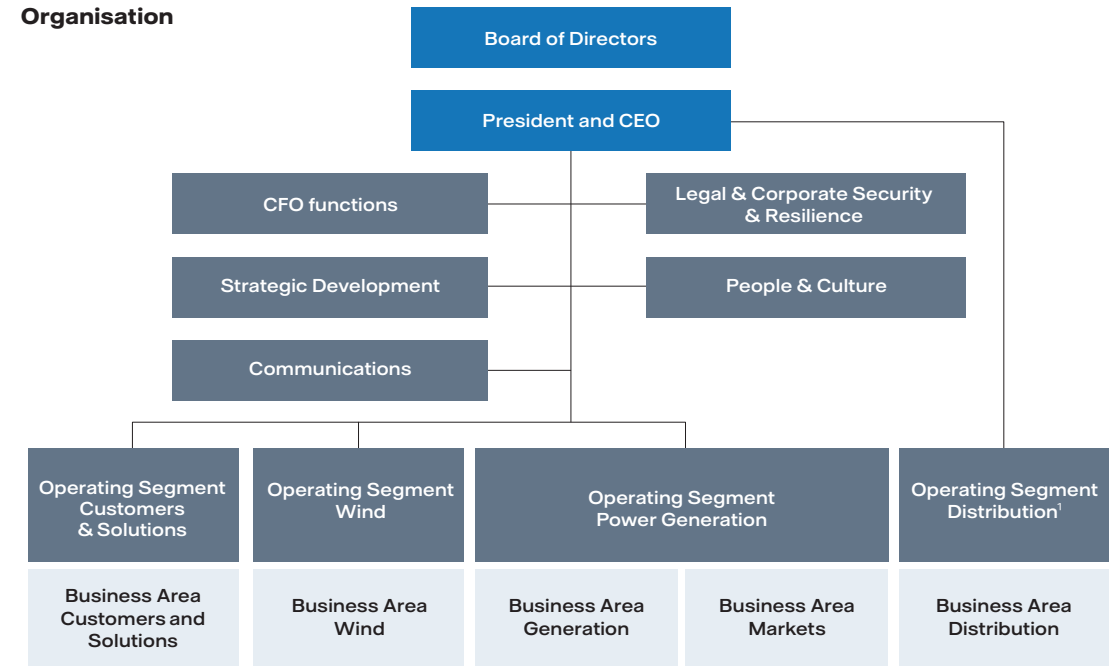 Organisation
Board of Directors
President and CEO
CFO functions
Legal & Corporate Security
& Resilience
Strategic Development
People & Culture
Communications
Operating Segment
Customers
& Solutions
Operating Segment
Wind
Operating Segment
Power Generation
Operating Segment
Distribution¹
Business Area
Customers and
Solutions
Business Area
Wind
Business Area
Generation
Business Area
Markets
Business Area
Distribution